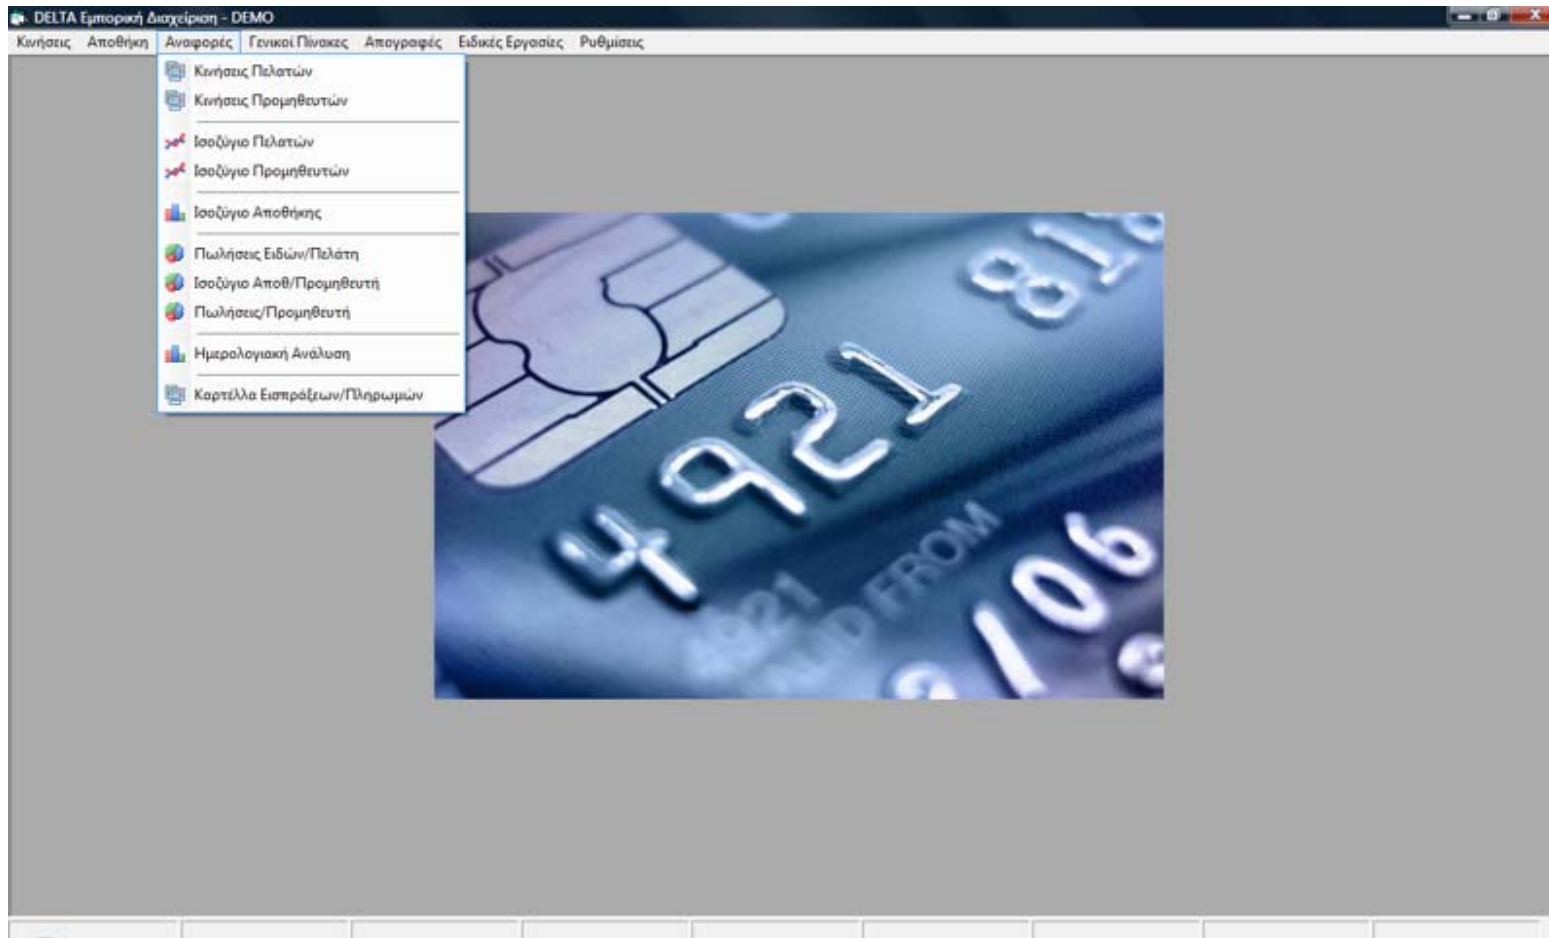 DELTA Εμπορική Διαχείριση - DEMO
Κινήσεις Αποθήκη Αναφορές Γενικοί Πίνακες Απογραφές Ειδικές Εργασίες Ρυθμίσεις
Κινήσεις Πελατών
Κινήσεις Προμηθευτών
Ισοζύγιο Πελατών
Ισοζύγιο Προμηθευτών
Ισοζύγιο Αποθήκης
Πωλήσεις Ειδών/Πελάτη
Ισοζύγιο Αποθ/Προμηθευτή
Πωλήσεις/Προμηθευτή
Ημερολογιακή Ανάλυση
Καρτέλλα Εισπράξεων/Πληρωμών
4921
4921
FROM
/06